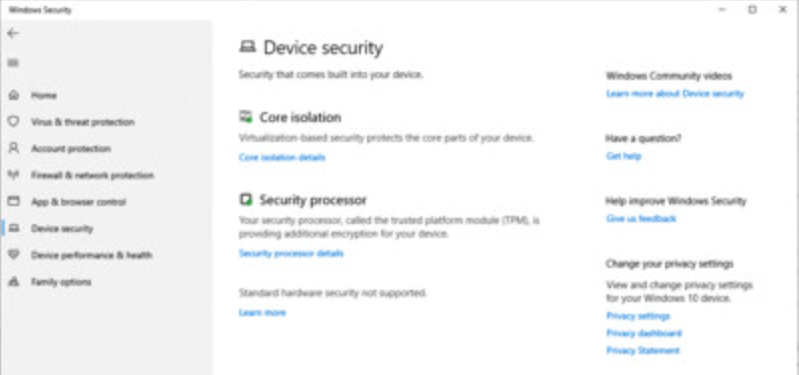 Windows Security
Home
Virus & threat protection
Account protection
Firewall & network protection
App & browser control
Device security
Device performance & health
Family options
Device security
Security that comes built into your device.
Core isolation
Virtualization-based security protects the core parts of your device.
Core isolation details
Security processor
Your security processor, called the trusted platform module (TPM), is
providing additional encryption for your device.
Security processor details
Standard hardware security not supported.
Learn more
Windows Community videos
Learn more about Device security
Have a question?
Get help
Help improve Windows Security
Give us feedback
Change your privacy settings
View and change privacy settings
for your Windows 10 device.
Privacy settings
Privacy dashboard
Privacy Statement